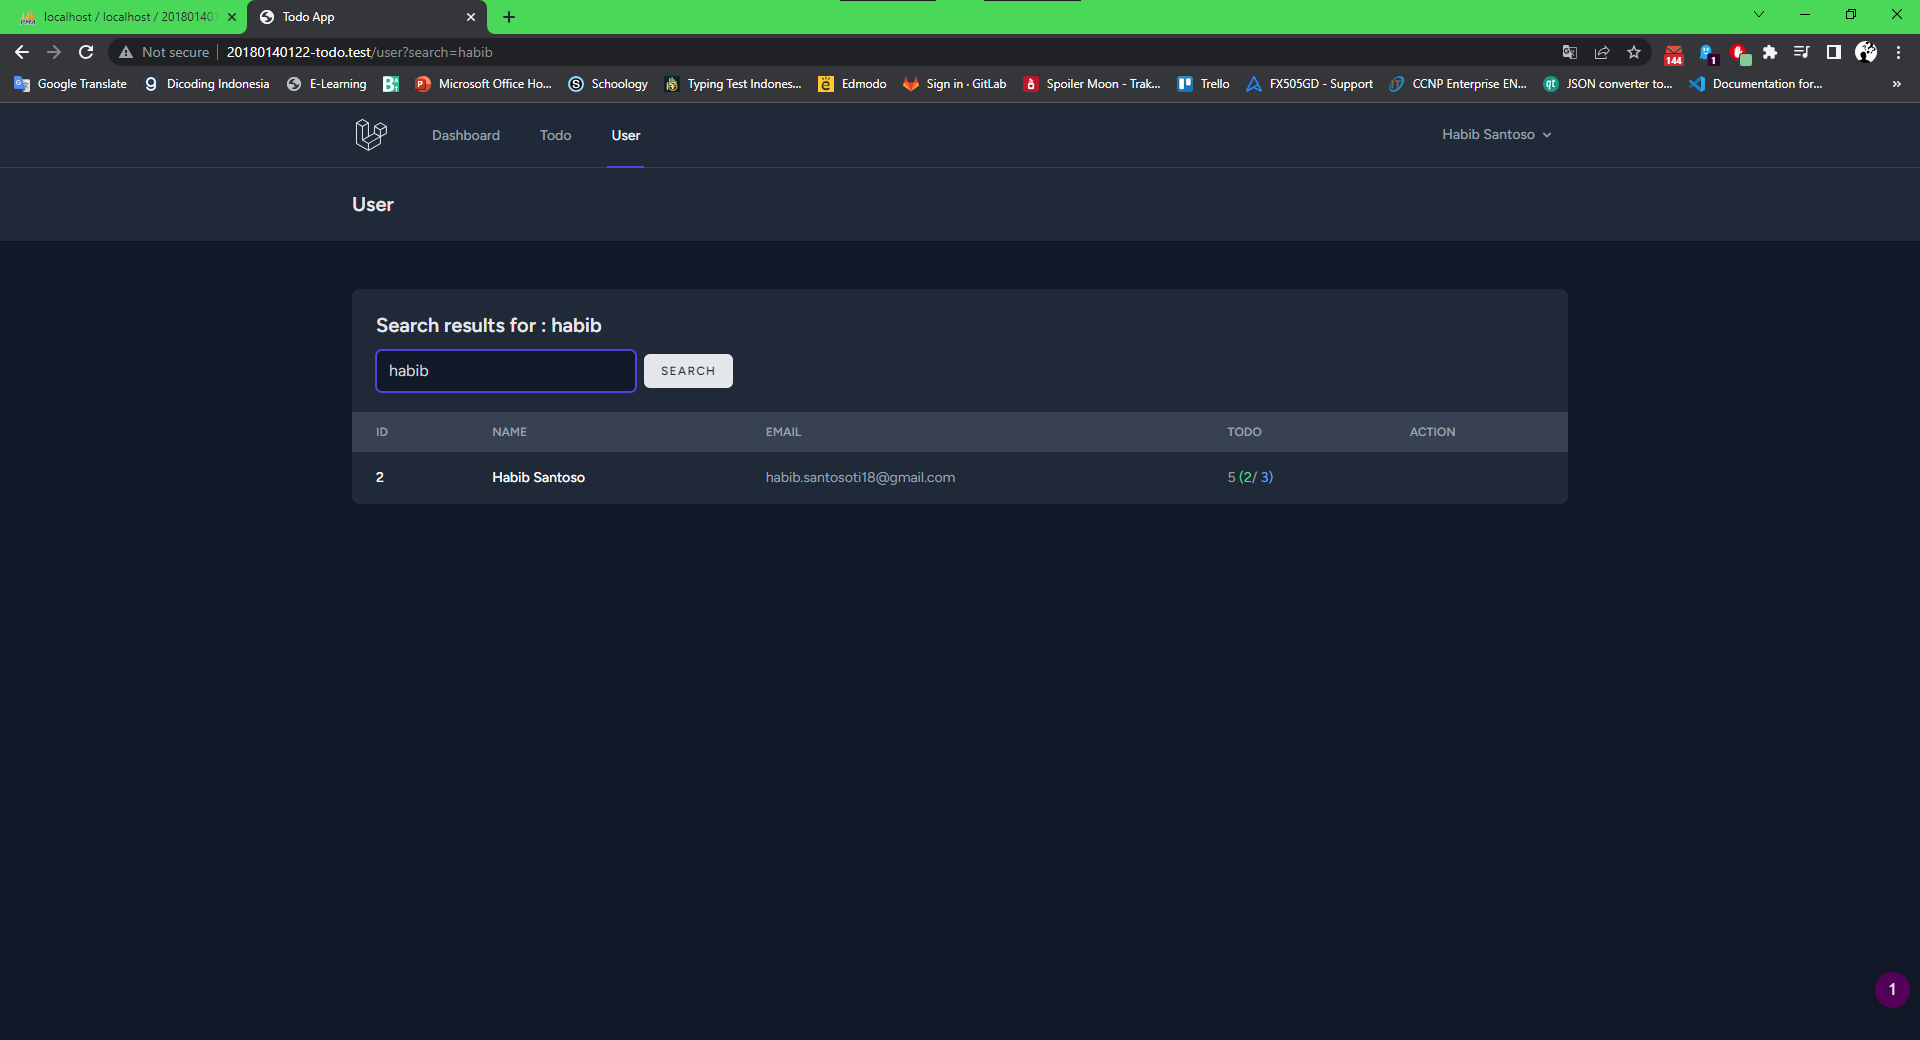 localhost / localhost / 201801401
Todo App
Not secure
20180140122-todo.test/user?search=habib
144
1
Google Translate
Dicoding Indonesia
E-Learning
Microsoft Office Ho...
Schoology
Typing Test Indones...
Edmodo
Sign in · GitLab
Spoiler Moon - Trak...
Trello
FX505GD - Support
CCNP Enterprise EN...
JSON converter to...
Documentation for...
»
Dashboard
Todo
User
Habib Santoso
User
Search results for : habib
habib
SEARCH
ID NAME EMAIL TODO ACTION
2 Habib Santoso habib.santosoti18@gmail.com 5 (2/ 3)
1